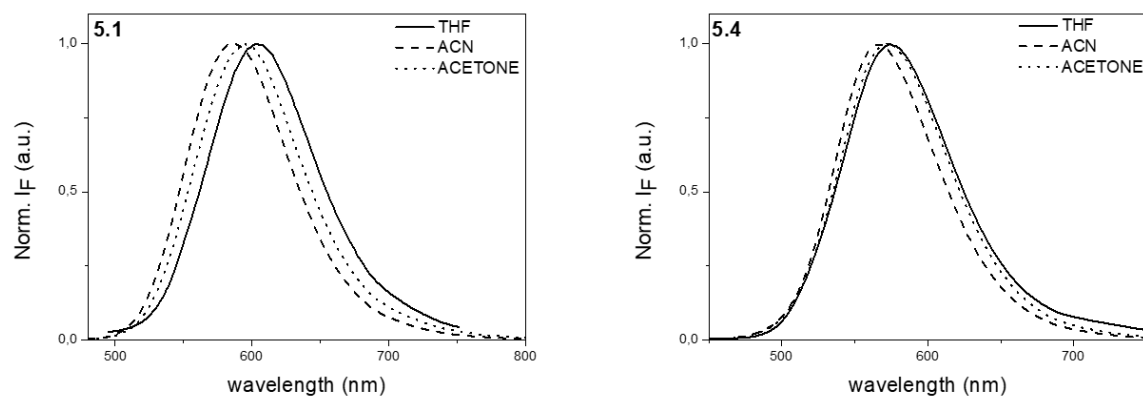 5.1
THF
ACN
ACETONE
1,0
0,5
0,0
Norm. I_F (a.u.)
500 600 700 800
wavelength (nm)
5.4
THF
ACN
ACETONE
1,0
0,5
0,0
Norm. I_F (a.u.)
500 600 700
wavelength (nm)